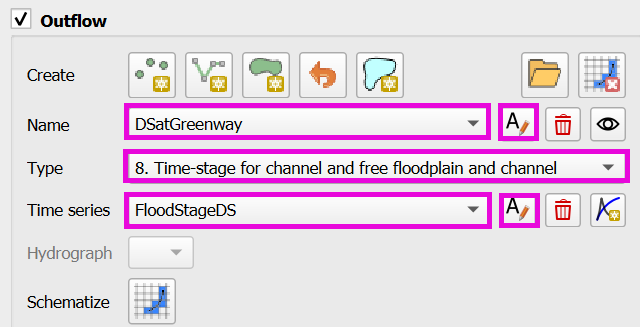 Outflow
Create
Name DSatGreenway A
Type 8. Time-stage for channel and free floodplain and channel
Time series FloodStageDS A
Hydrograph
Schematize